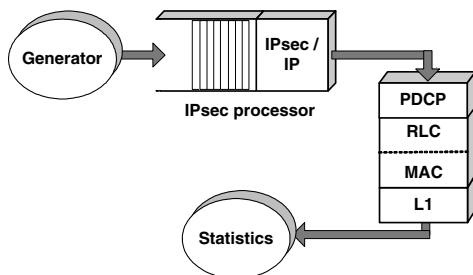 Generator
IPsec /
IP
IPsec processor
PDCP
RLC
MAC
L1
Statistics